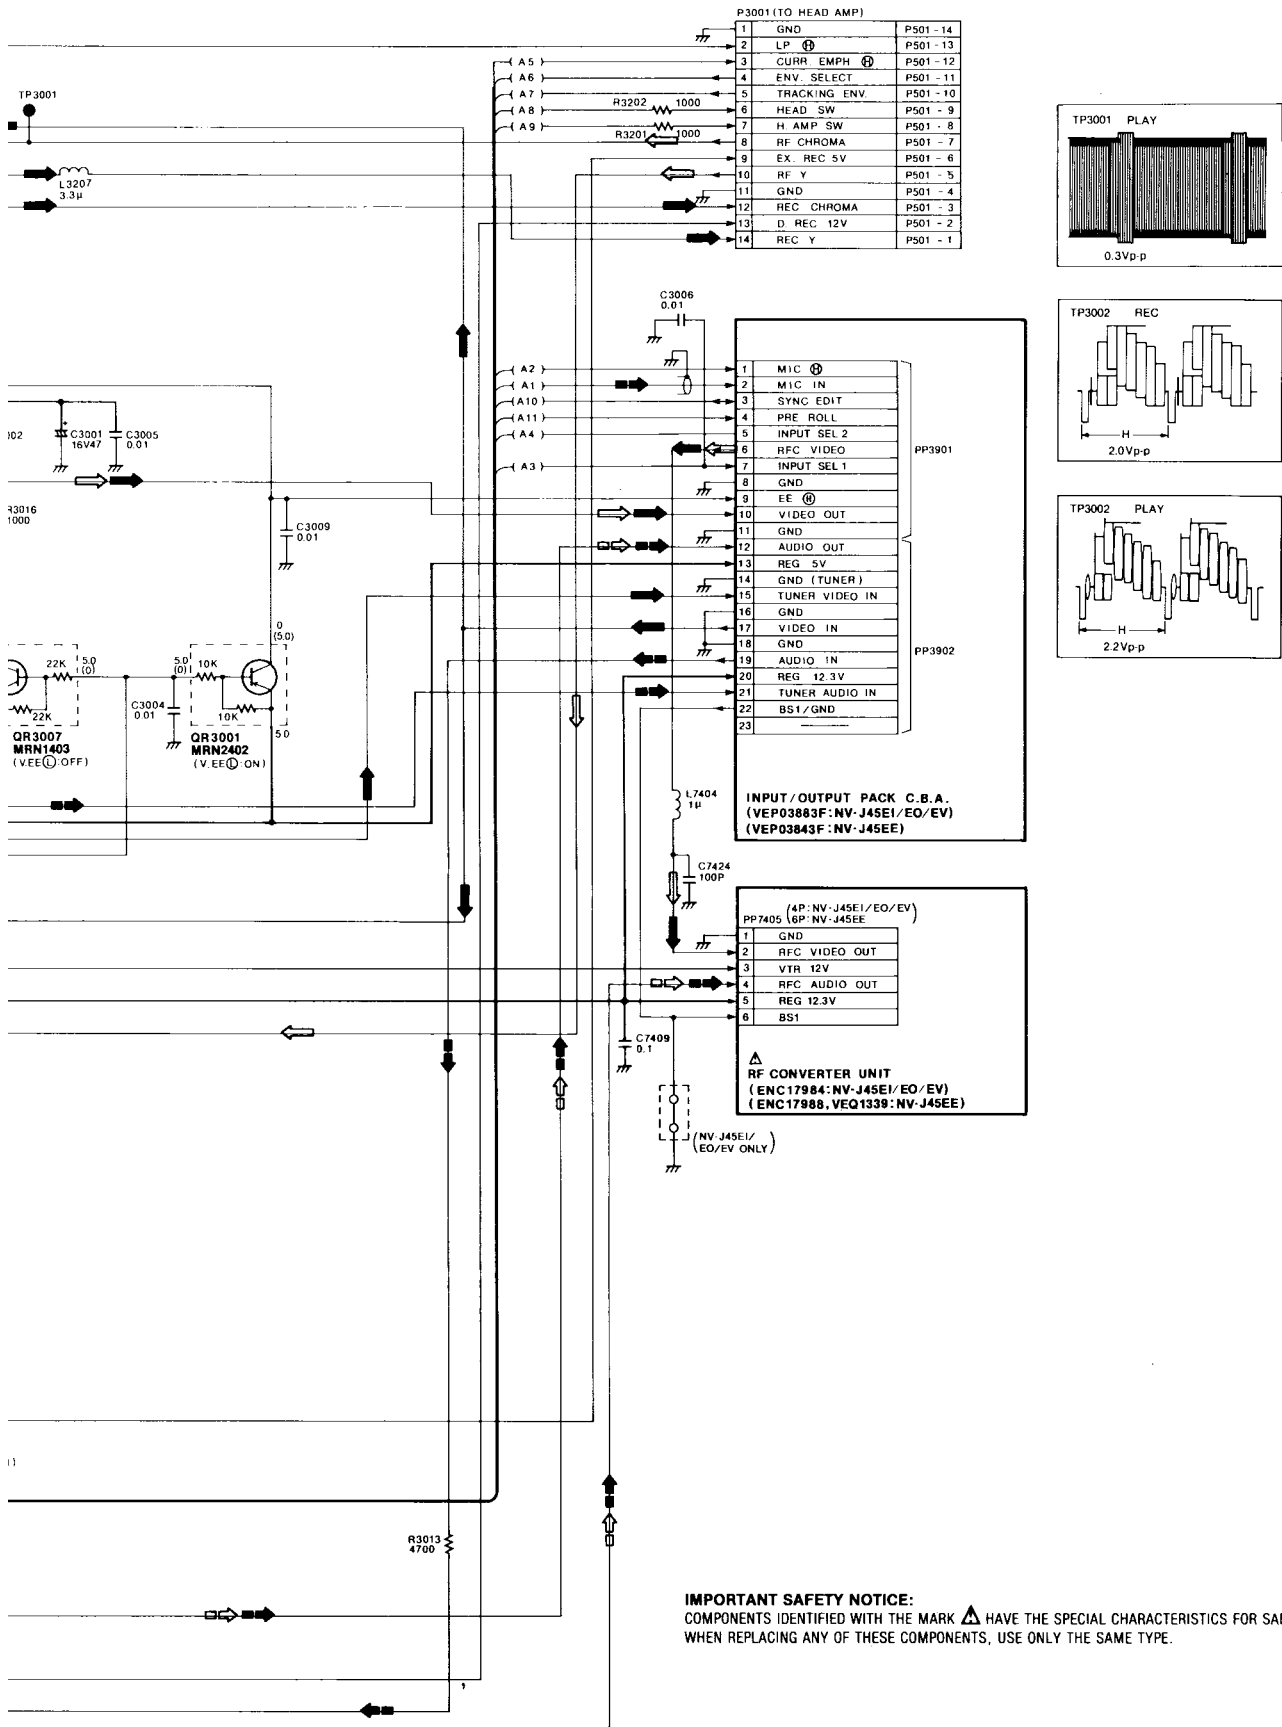 P3001(TO HEAD AMP)
1 GND P501-14
2 LP Ⓗ P501-13
3 CURR. EMPH Ⓗ P501-12
4 ENV. SELECT P501-11
5 TRACKING ENV. P501-10
6 HEAD SW P501-9
7 H. AMP SW P501-8
8 RF CHROMA P501-7
9 EX. REC 5V P501-6
10 RF Y P501-5
11 GND P501-4
12 REC CHROMA P501-3
13 D. REC 12V P501-2
14 REC Y P501-1
A5
A6
A7
A8
A9
R3202 1000
R3201 1000
TP3001
L3207
3.3μ
TP3001 PLAY
0.3Vp-p
TP3002 REC
H
2.0Vp-p
TP3002 PLAY
H
2.2Vp-p
C3006
0.01
A2
A1
A10
A11
A4
A3
1 MIC Ⓗ
2 MIC IN
3 SYNC EDIT
4 PRE ROLL
5 INPUT SEL 2
6 RFC VIDEO
7 INPUT SEL 1
8 GND
9 EE Ⓗ
10 VIDEO OUT
11 GND
12 AUDIO OUT
13 REG 5V
14 GND (TUNER)
15 TUNER VIDEO IN
16 GND
17 VIDEO IN
18 GND
19 AUDIO IN
20 REG 12.3V
21 TUNER AUDIO IN
22 BS1/GND
23
PP3901
PP3902
INPUT/OUTPUT PACK C.B.A.
(VEP03883F:NV-J45EI/EO/EV)
(VEP03843F:NV-J45EE)
002
C3001
16V47
C3005
0.01
R3016
1000
C3009
0.01
0
(5.0)
22K
5.0
(0)
5.0
(0)
10K
22K
C3004
0.01
10K
5.0
QR3007
MRN1403
(V.EEⓁ:OFF)
QR3001
MRN2402
(V.EEⓁ:ON)
L7404
1μ
C7424
100P
PP7405 (4P:NV-J45EI/EO/EV)
6P:NV-J45EE
1 GND
2 RFC VIDEO OUT
3 VTR 12V
4 RFC AUDIO OUT
5 REG 12.3V
6 BS1
⚠
RF CONVERTER UNIT
(ENC17984:NV-J45EI/EO/EV)
(ENC17988,VEQ1339:NV-J45EE)
C7409
0.1
(NV-J45EI/
EO/EV ONLY)
R3013
4700
IMPORTANT SAFETY NOTICE:
COMPONENTS IDENTIFIED WITH THE MARK ⚠ HAVE THE SPECIAL CHARACTERISTICS FOR SA
WHEN REPLACING ANY OF THESE COMPONENTS, USE ONLY THE SAME TYPE.